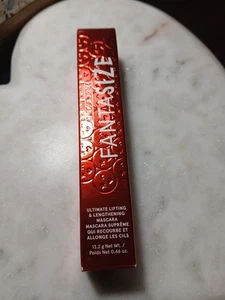 FANTASIZE
ULTIMATE LIFTING
& LENGTHENING
MASCARA
MASCARA SUPRÊME
QUI RECOURBE ET
ALLONGE LES CILS
13.2 g Net Wt. /
Poids Net 0.46 oz.